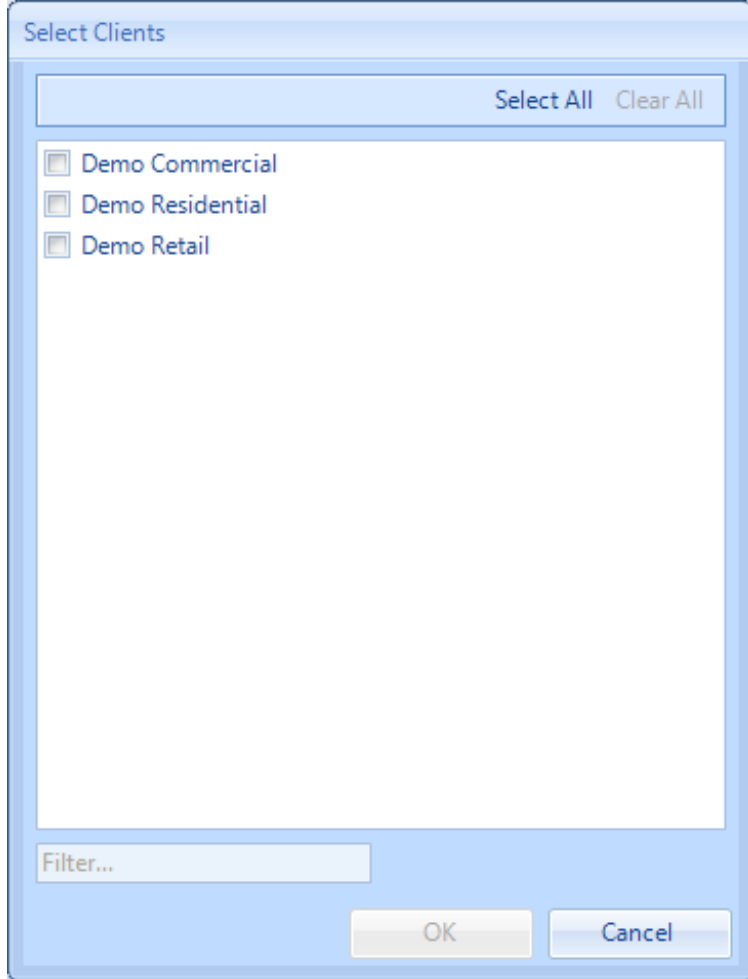 Select Clients
Select All Clear All
Demo Commercial
Demo Residential
Demo Retail
Filter...
OK Cancel